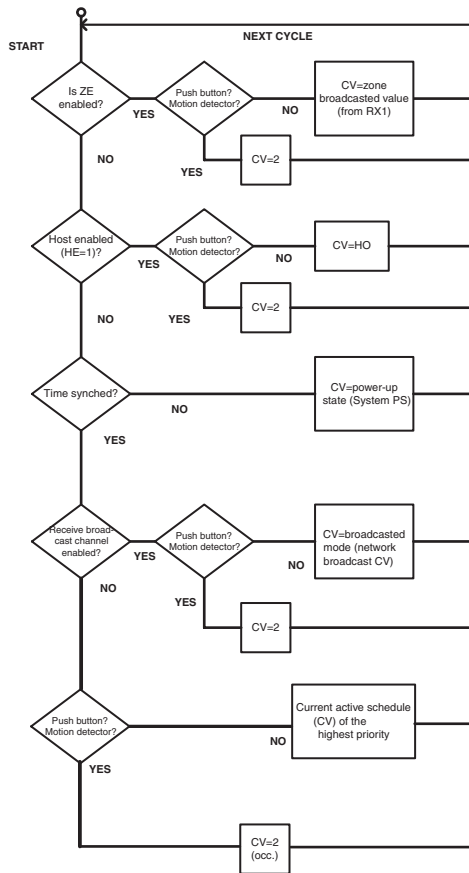 START
NEXT CYCLE
Is ZE
enabled?
YES
Push button?
Motion detector?
NO
CV=zone
broadcasted value
(from RX1)
NO
YES
CV=2
Host enabled
(HE=1)?
YES
Push button?
Motion detector?
NO
CV=HO
NO
YES
CV=2
Time synched?
NO
CV=power-up
state (System PS)
YES
Receive broad-
cast channel
enabled?
YES
Push button?
Motion detector?
NO
CV=broadcasted
mode (network
broadcast CV)
NO
YES
CV=2
Push button?
Motion detector?
NO
Current active schedule
(CV) of the
highest priority
YES
CV=2
(occ.)